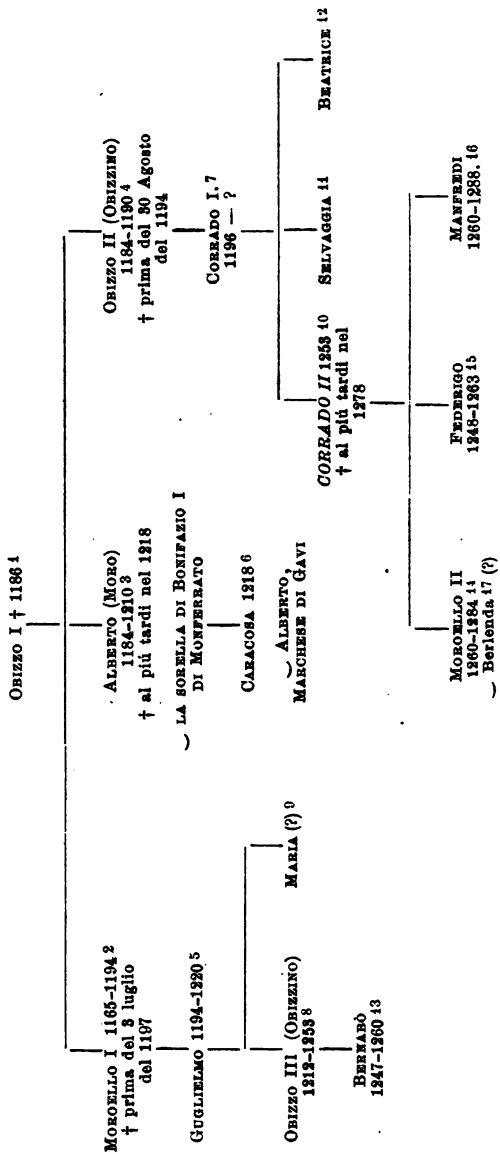 OBIZZO I † 1186 1
MOROELLO I 1165-1194 2
† prima del 3 luglio
del 1197
ALBERTO (MORO)
1184-1210 3
† al piú tardi nel 1218
OBIZZO II (OBIZZINO)
1184-1190 4
† prima del 30 Agosto
del 1194
GUGLIELMO 1194-1220 5
LA SORELLA DI BONIFAZIO I
DI MONFERRATO
CORRADO I. 7
1196 — ?
CARACOSA 1218 6
OBIZZO III (OBIZZINO)
1212-1253 8
MARIA (?) 9
ALBERTO,
MARCHESE DI GAVI
CORRADO II 1253 10
† al piú tardi nel
1278
SELVAGGIA 11
BEATRICE 12
BERNABÒ
1247-1260 13
MOROELLO II
1260-1284 14
Berlenda 17 (?)
FEDERIGO
1248-1263 15
MANFREDI
1260-1288. 16